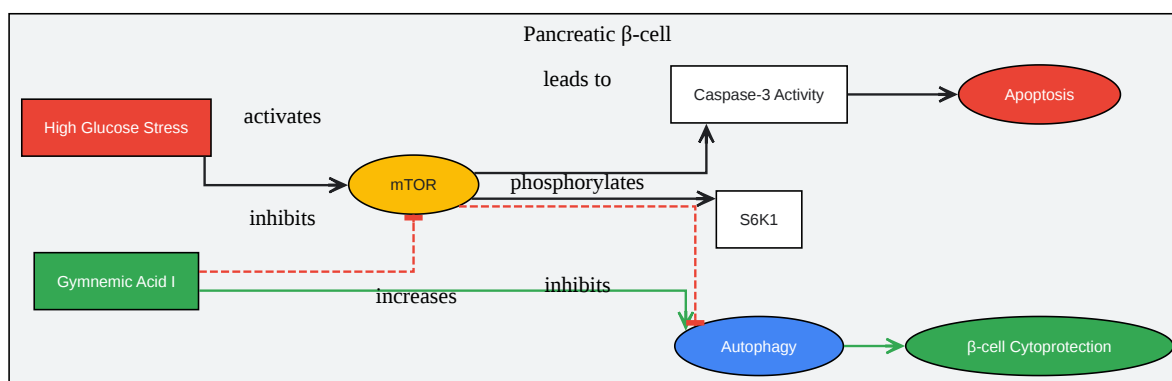 Pancreatic β-cell
leads to
Caspase-3 Activity
Apoptosis
High Glucose Stress
activates
mTOR
phosphorylates
inhibits
S6K1
Gymnemic Acid I
increases
inhibits
Autophagy
β-cell Cytoprotection